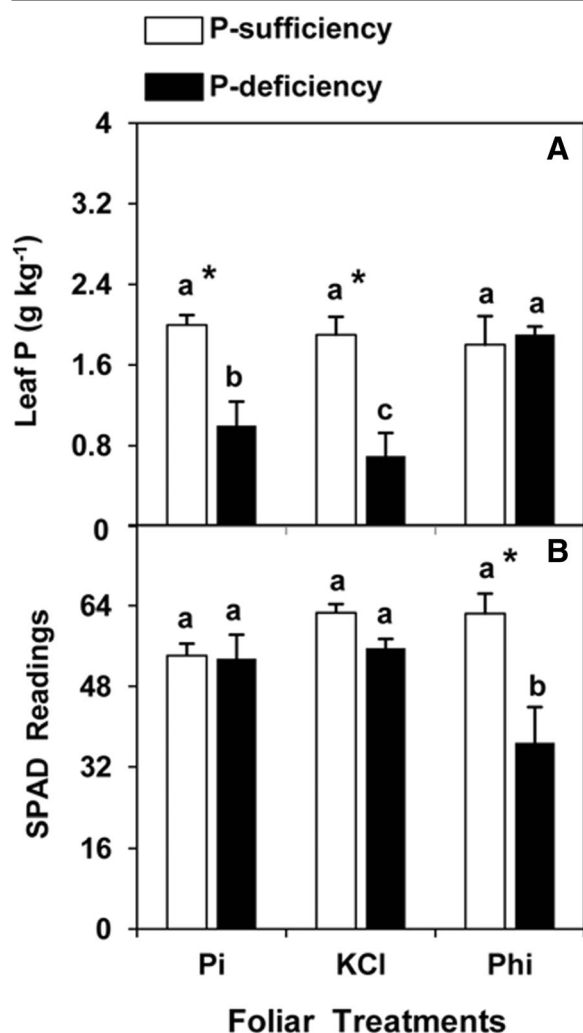 P-sufficiency
P-deficiency
A
Leaf P (g kg-1)
4
3.2
2.4
1.6
0.8
0
a *
b
a *
c
a
a
B
SPAD Readings
64
48
32
16
0
a
a
a
a
a *
b
Pi
KCl
Phi
Foliar Treatments